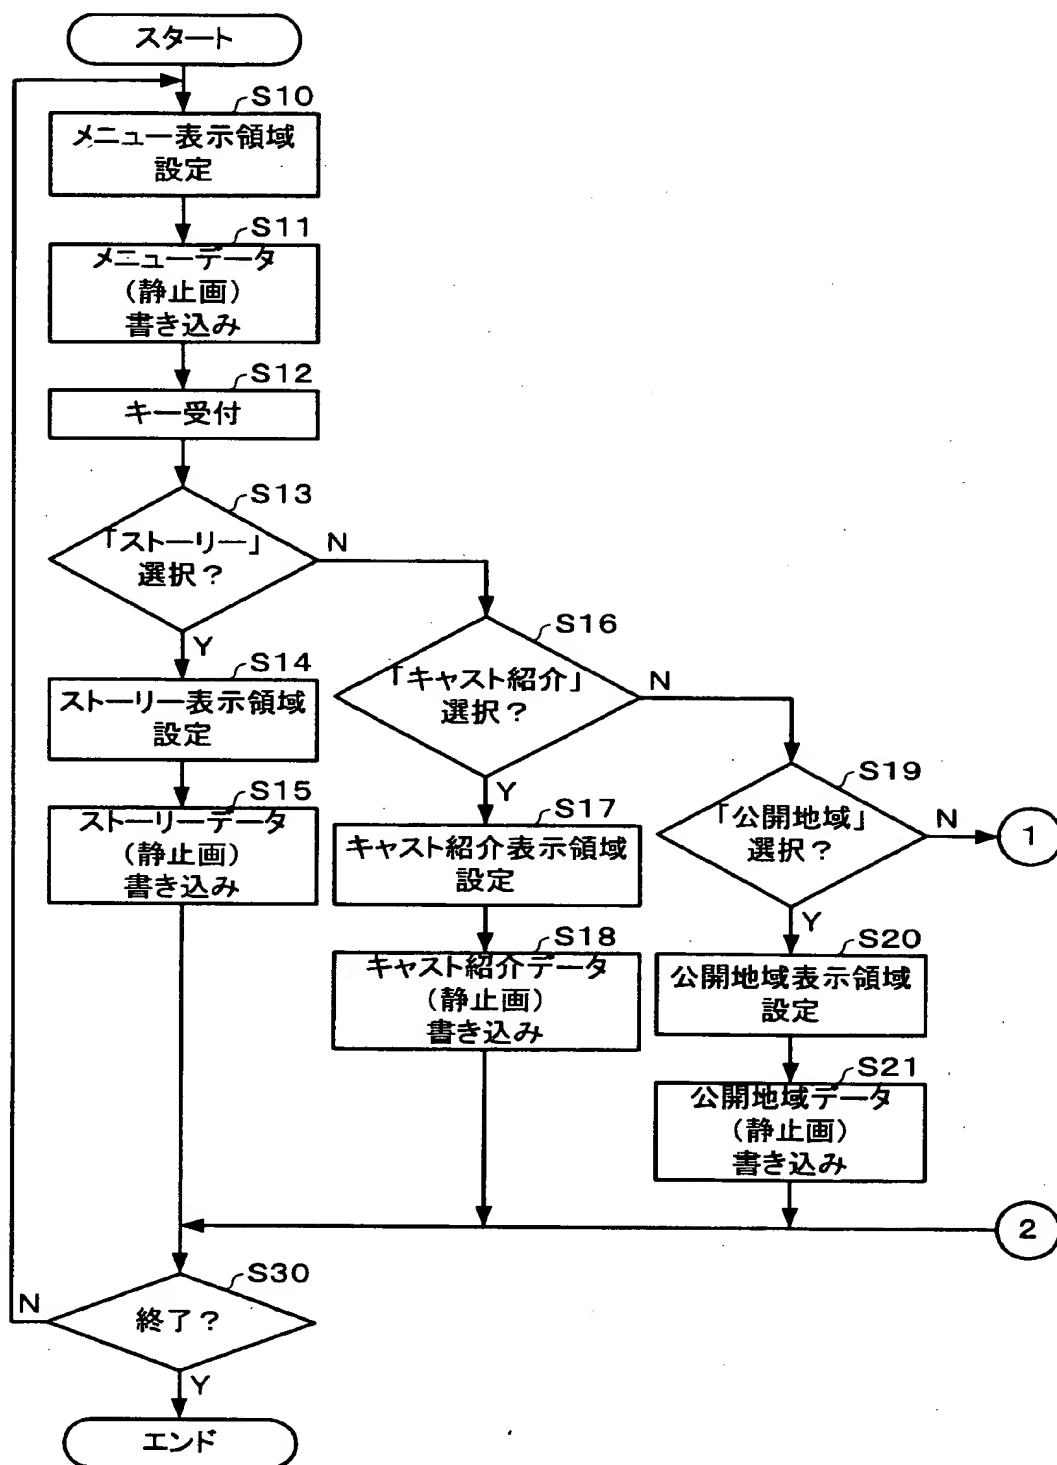 スタート
S10
メニュー表示領域
設定
S11
メニューデータ
(静止画)
書き込み
S12
キー受付
S13
「ストーリー」
選択?
N
Y
S14
ストーリー表示領域
設定
S15
ストーリーデータ
(静止画)
書き込み
S16
「キャスト紹介」
選択?
N
Y
S17
キャスト紹介表示領域
設定
S18
キャスト紹介データ
(静止画)
書き込み
S19
「公開地域」
選択?
N
1
Y
S20
公開地域表示領域
設定
S21
公開地域データ
(静止画)
書き込み
2
S30
終了?
N
Y
エンド